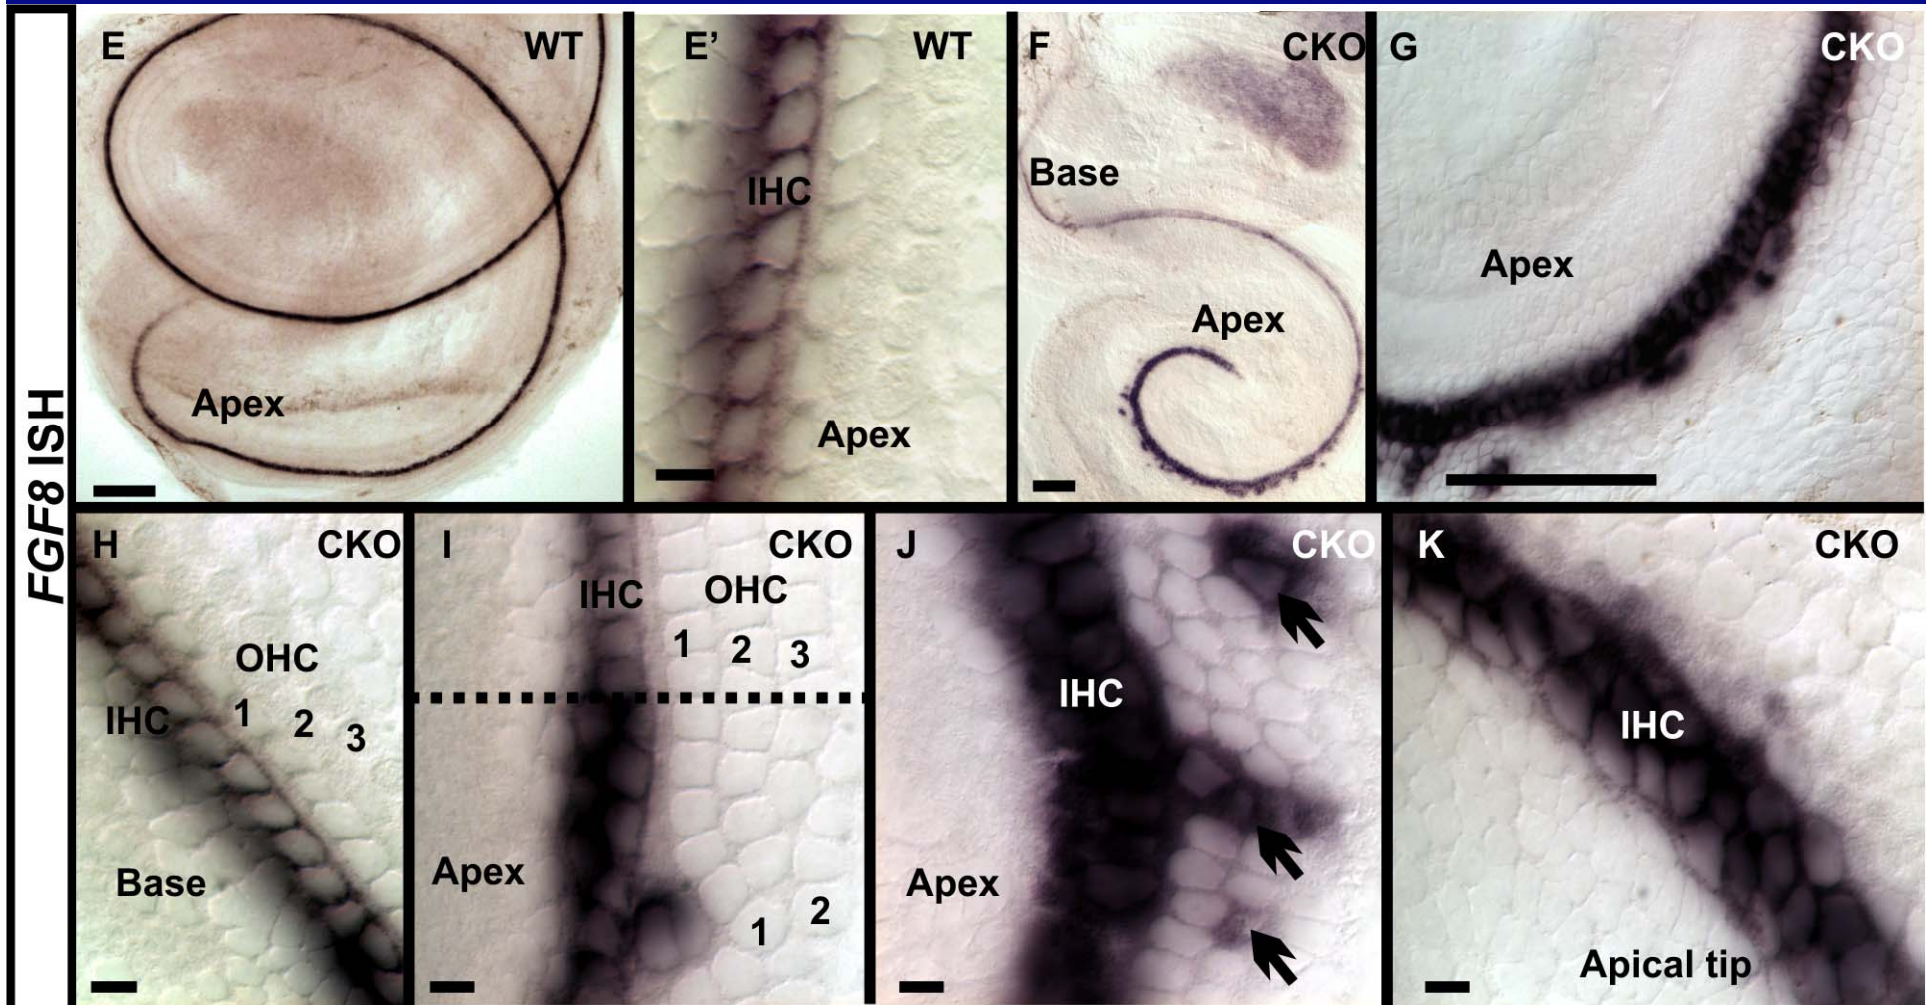 FGF8 ISH
E WT
Apex
E’ WT
IHC
Apex
F CKO
Base
Apex
G CKO
Apex
H CKO
OHC
IHC 1 2 3
Base
I CKO
IHC OHC
1 2 3
Apex
1 2
J CKO
IHC
Apex
K CKO
IHC
Apical tip